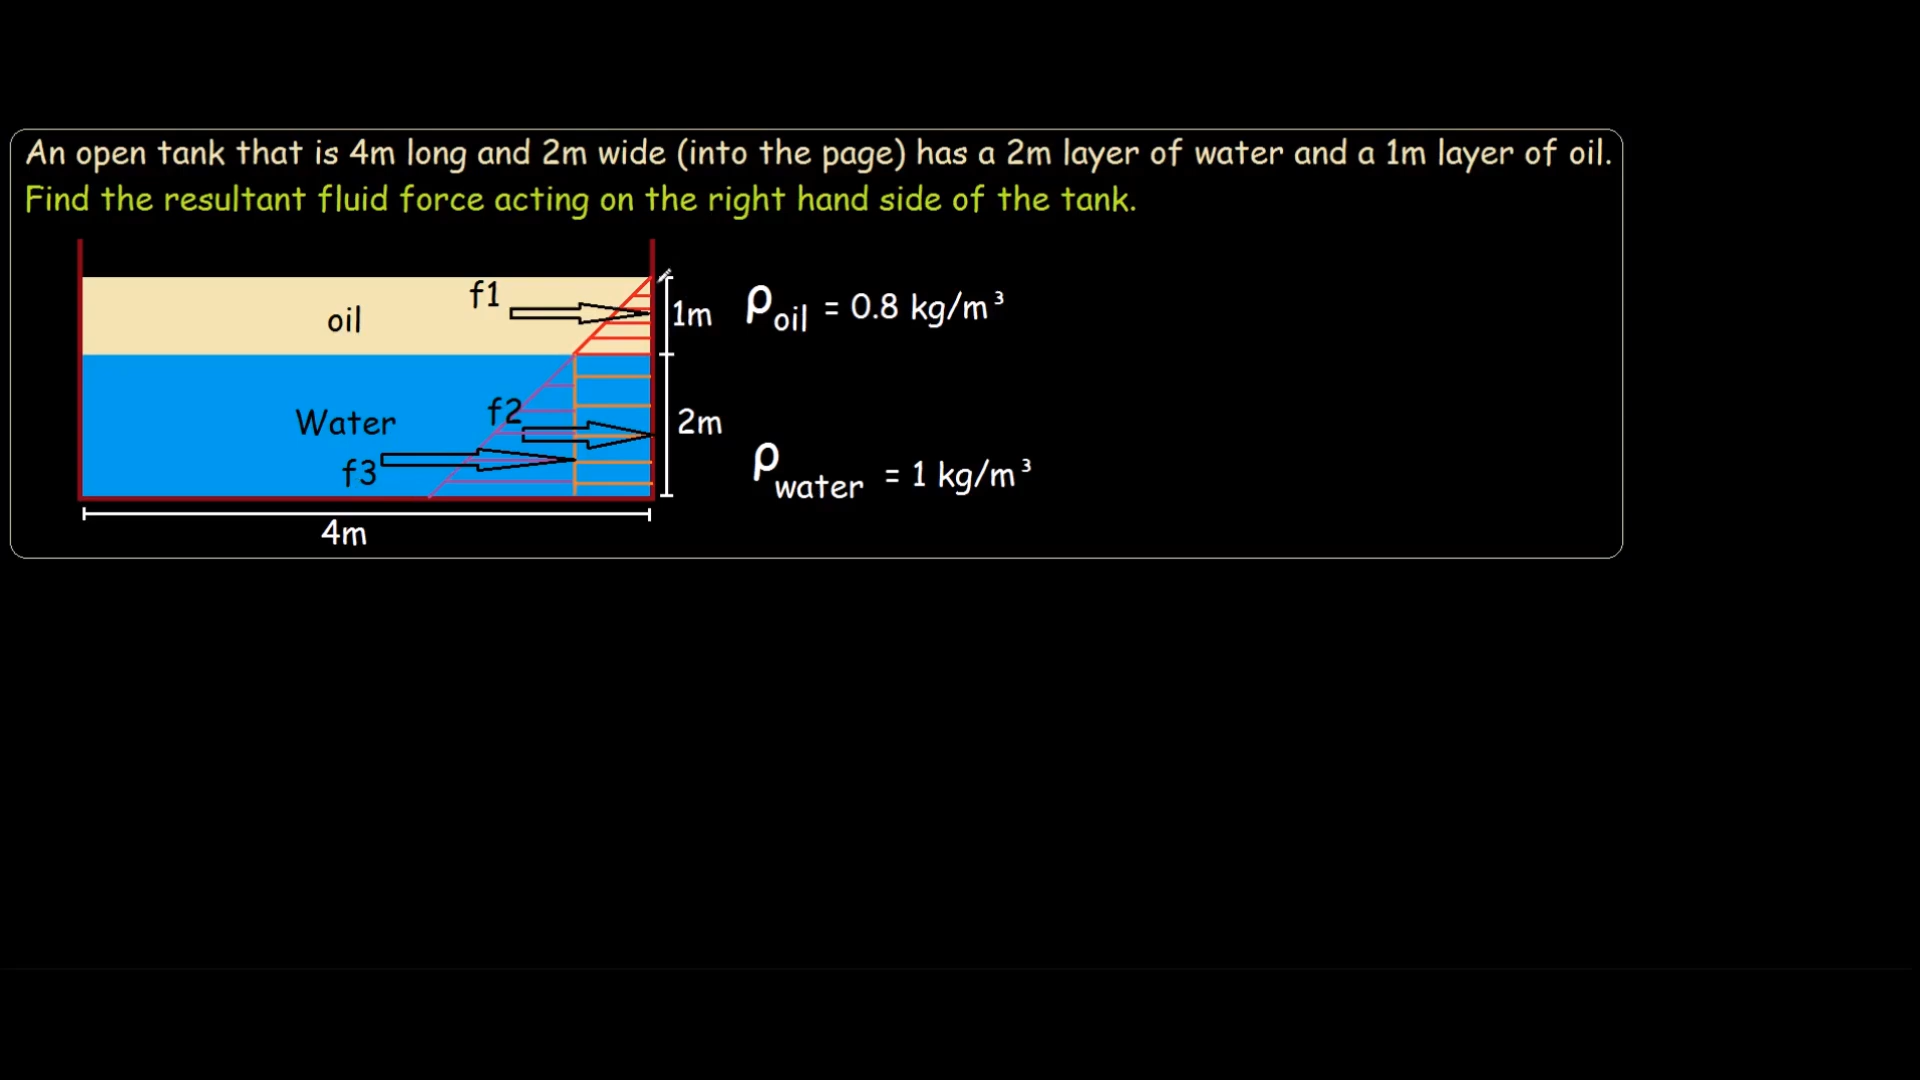 An open tank that is 4m long and 2m wide (into the page) has a 2m layer of water and a 1m layer of oil.
Find the resultant fluid force acting on the right hand side of the tank.
f1
oil
1m
ρoil = 0.8 kg/m³
Water
f2
2m
f3
ρwater = 1 kg/m³
4m